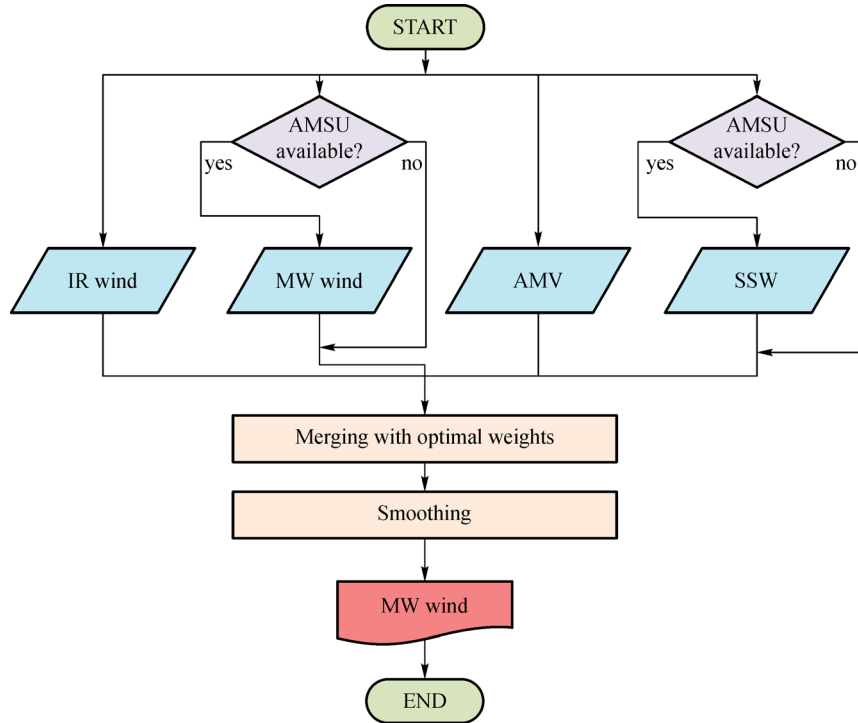 START
AMSU
available?
AMSU
available?
yes
no
yes
no
IR wind
MW wind
AMV
SSW
Merging with optimal weights
Smoothing
MW wind
END